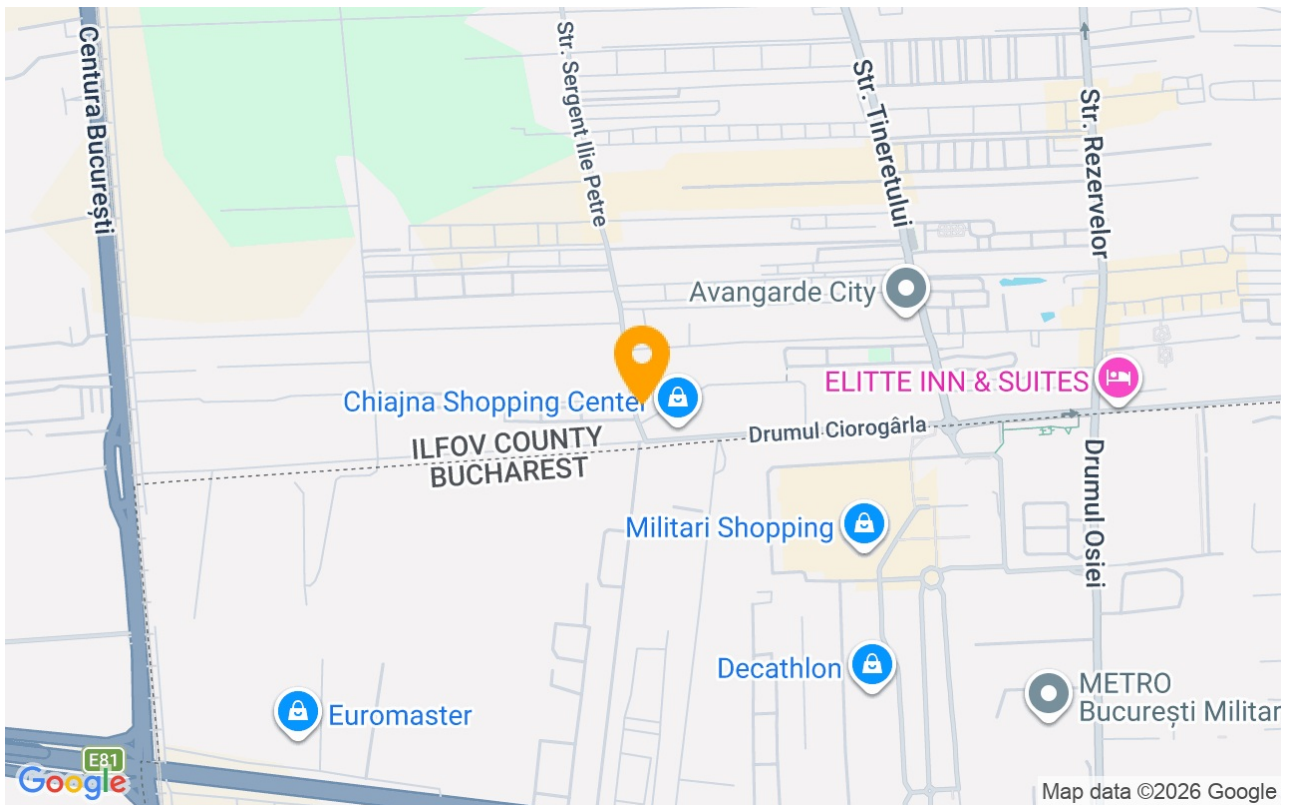 Centura București
Str. Sergent Ilie Petre
Str. Tineretului
Str. Rezervelor
Avangarde City
ELITTE INN & SUITES
Chiajna Shopping Center
Drumul Ciorogârla
ILFOV COUNTY
BUCHAREST
Drumul Osiei
Militari Shopping
Decathlon
METRO
București Militar
Euromaster
E81
Google
Map data ©2026 Google